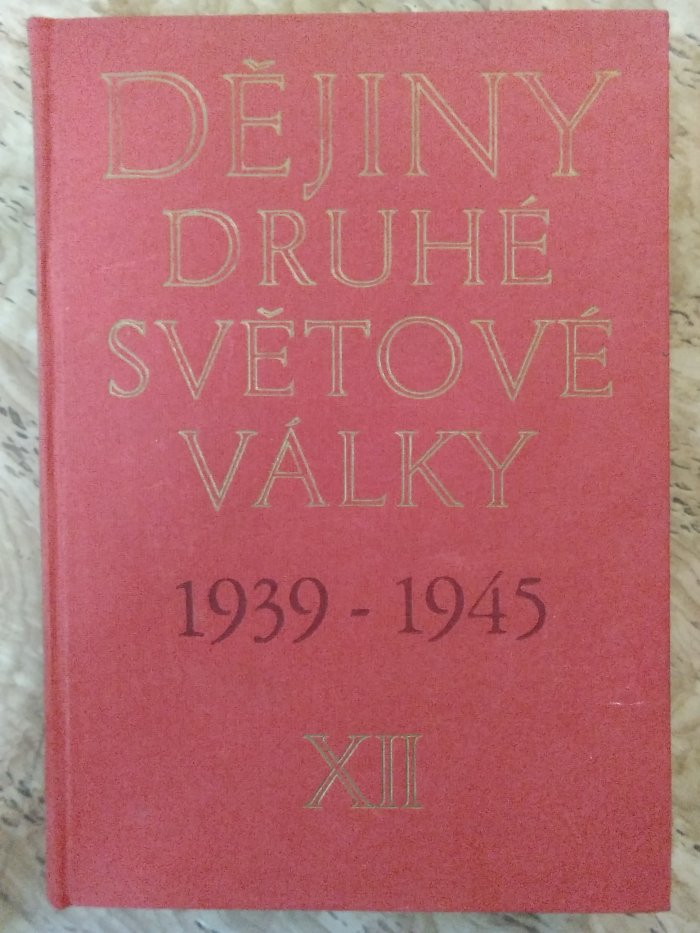 DĚJINY
DRUHÉ
SVĚTOVÉ
VÁLKY
1939 - 1945
XII